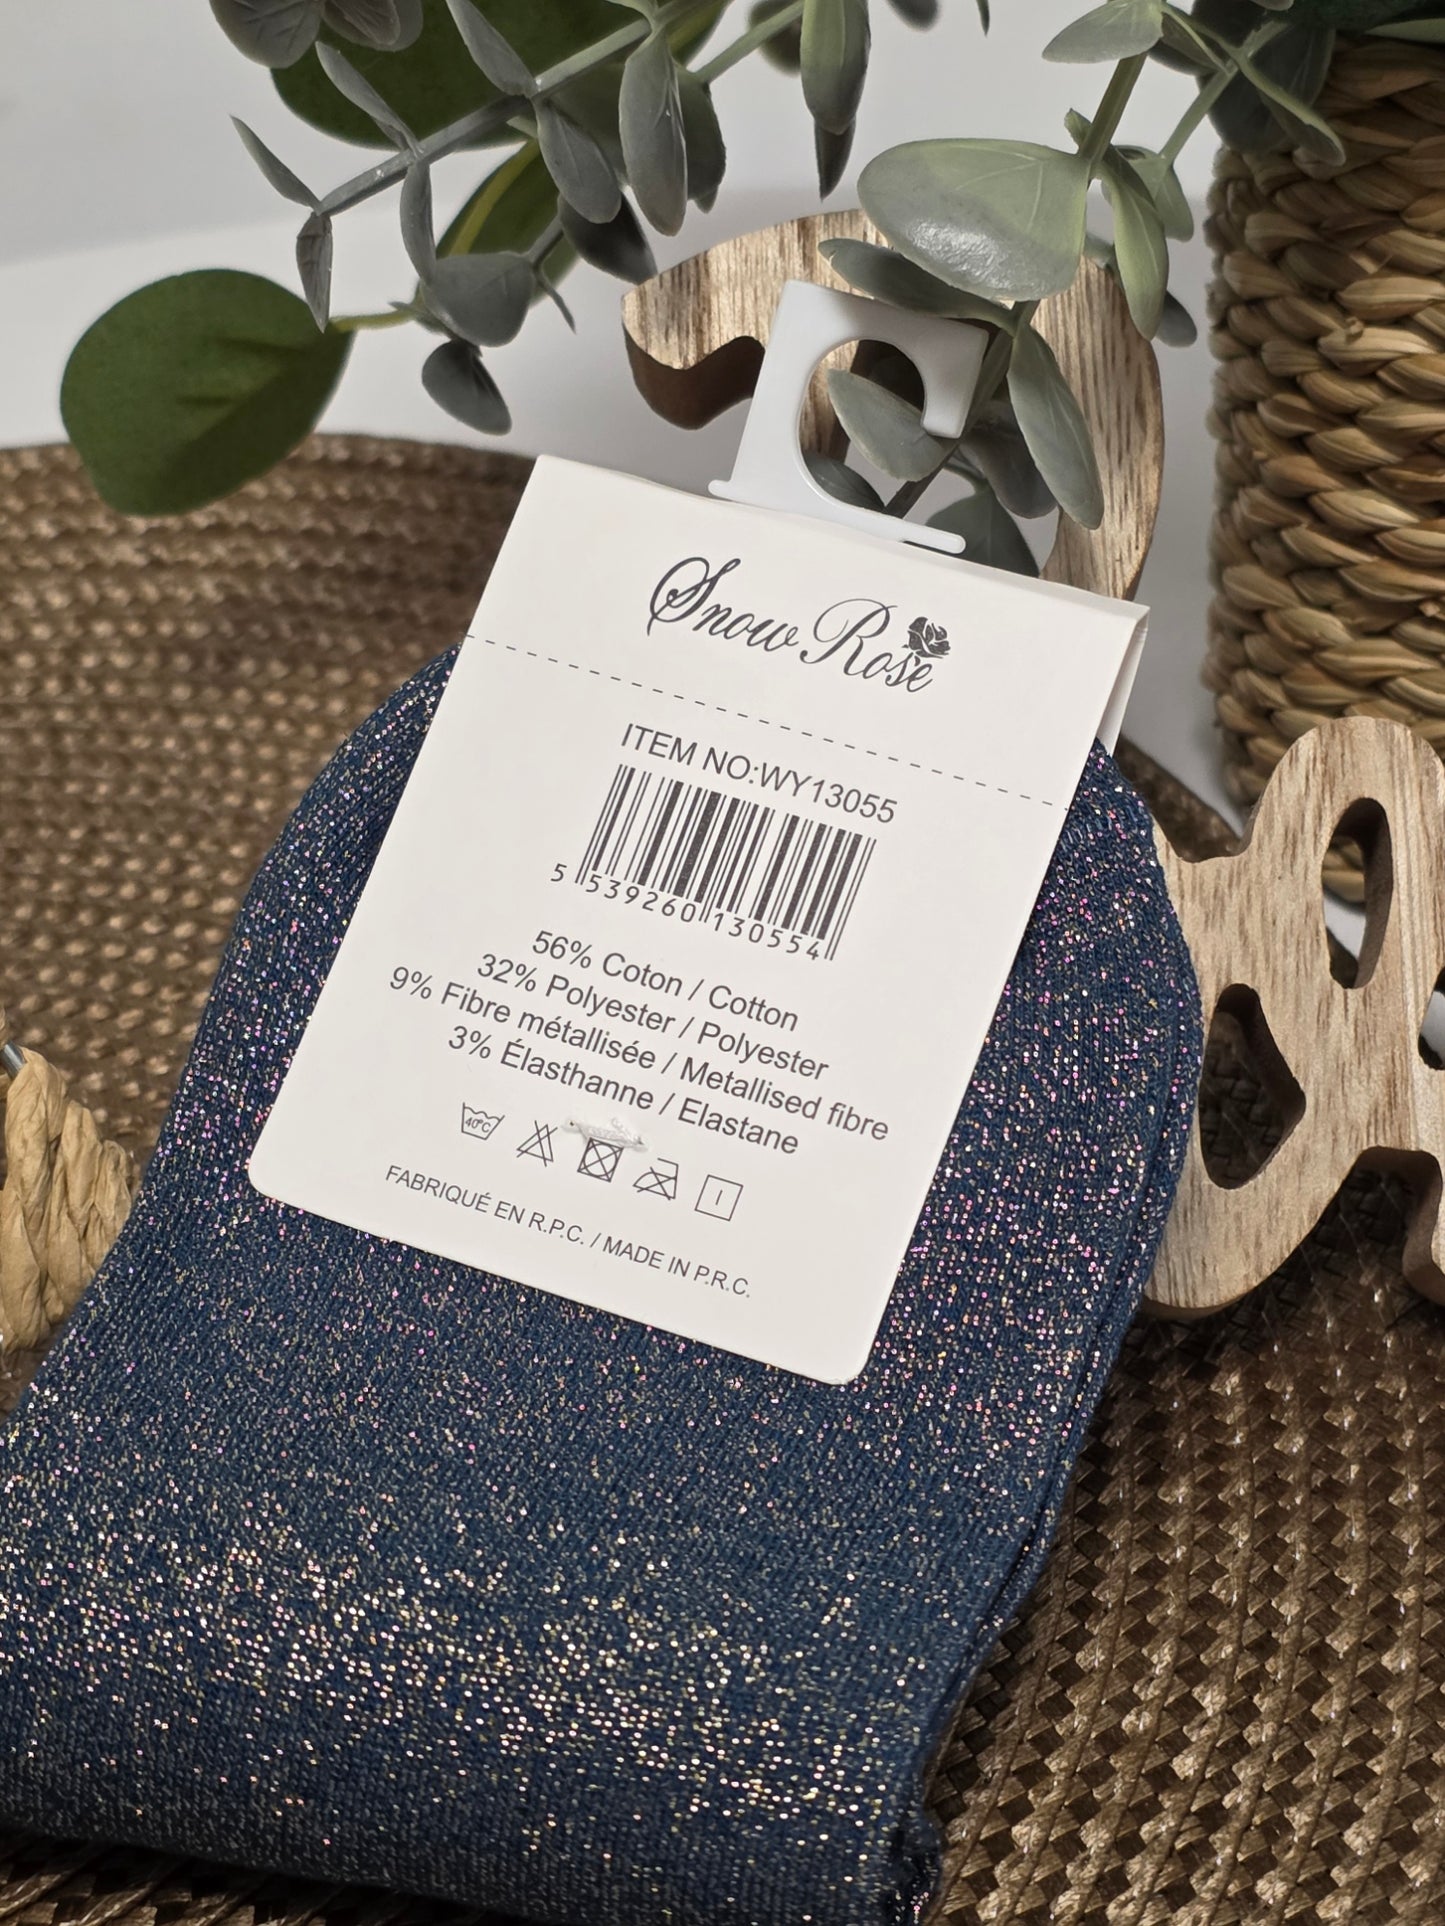 Snow Rose
ITEM NO:WY13055
5 539260 130554
56% Coton / Cotton
32% Polyester / Polyester
9% Fibre métallisée / Metallised fibre
3% Élasthanne / Elastane
40°C
FABRIQUÉ EN R.P.C. / MADE IN P.R.C.